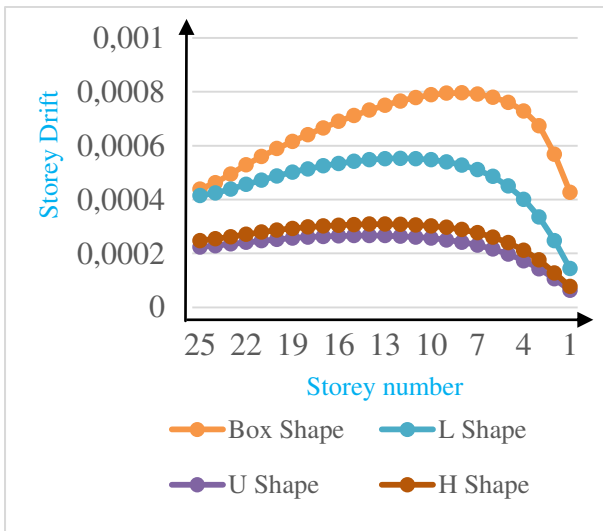 0,001
0,0008
0,0006
0,0004
0,0002
0
Storey Drift
25 22 19 16 13 10 7 4 1
Storey number
Box Shape L Shape
U Shape H Shape